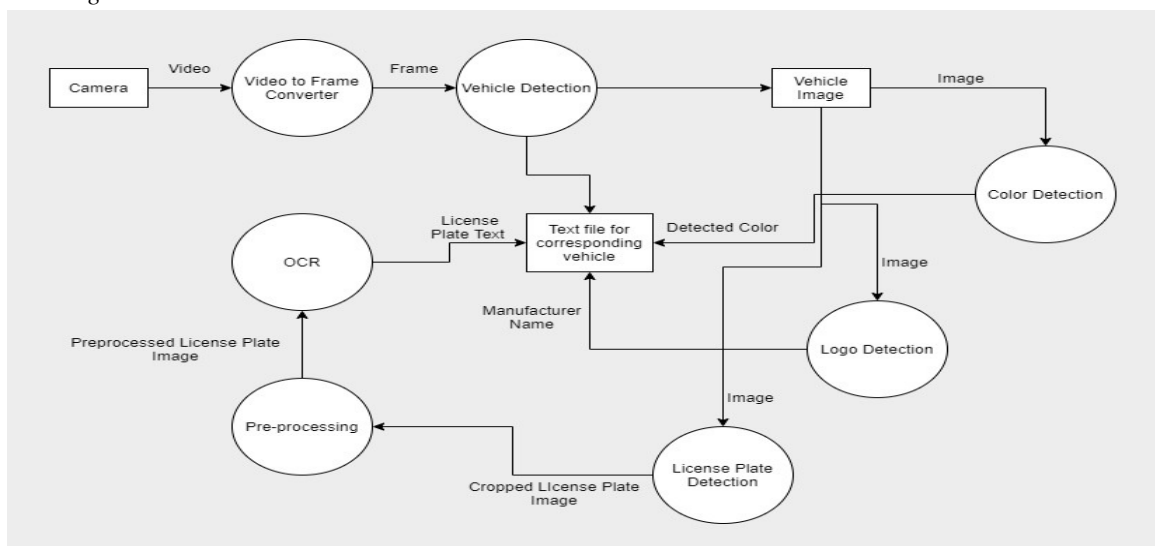 Camera
Video
Video to Frame
Converter
Frame
Vehicle Detection
Vehicle
Image
Image
Color Detection
License
Plate Text
Text file for
corresponding
vehicle
Detected Color
OCR
Image
Manufacturer
Name
Logo Detection
Preprocessed License Plate
Image
Image
Pre-processing
License Plate
Detection
Cropped LIcense Plate
Image